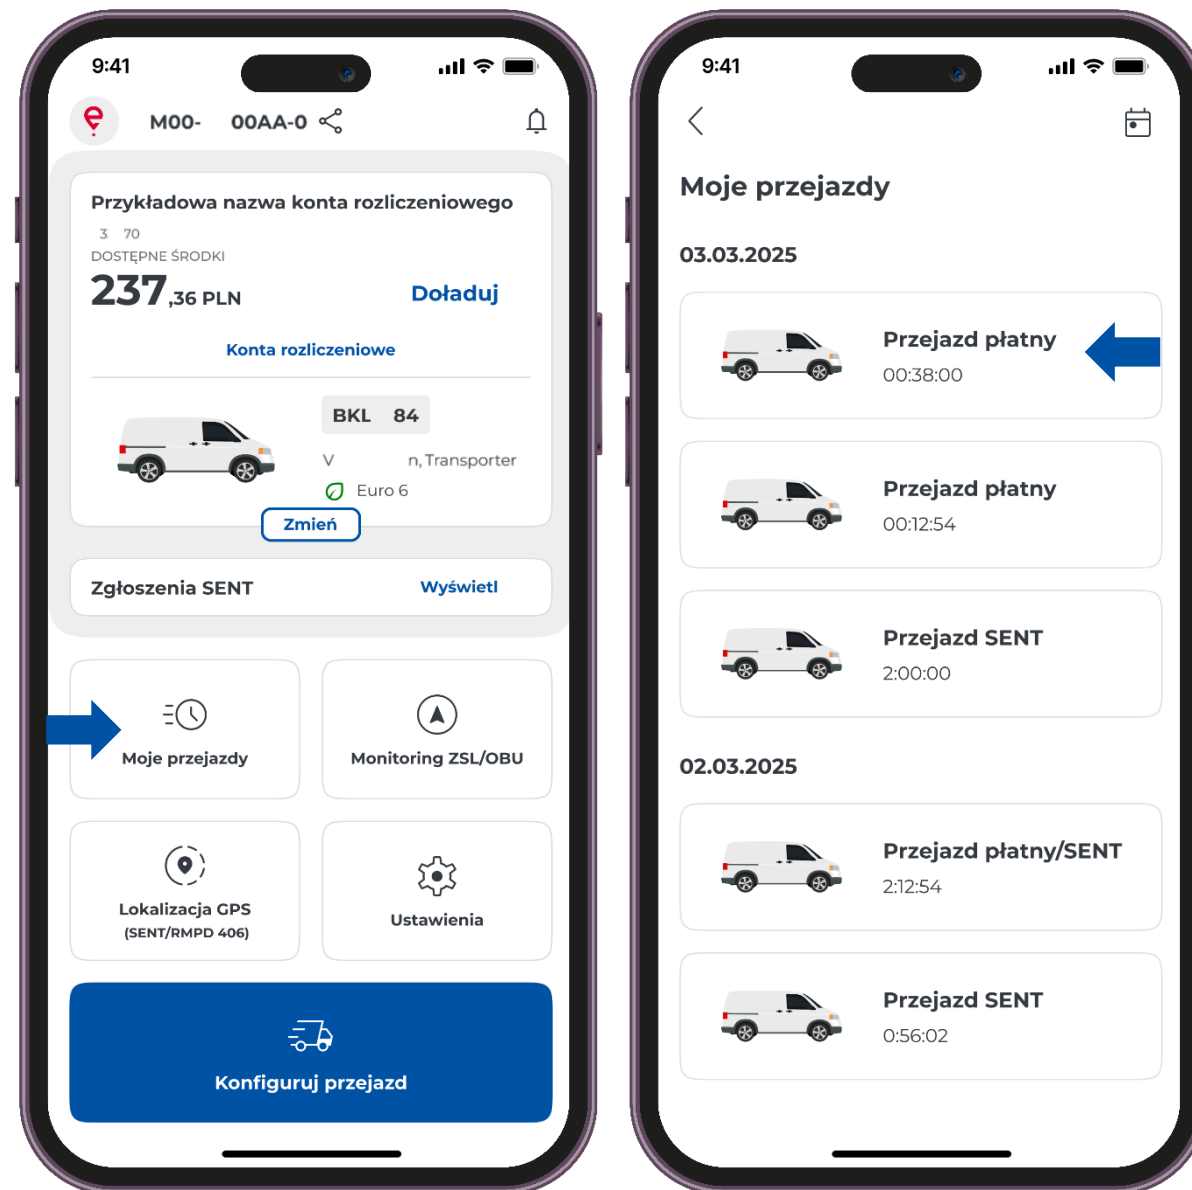 9:41
M00- 00AA-0
Przykładowa nazwa konta rozliczeniowego
3 70
DOSTĘPNE ŚRODKI
237,36 PLN
Doładuj
Konta rozliczeniowe
BKL 84
V n, Transporter
Euro 6
Zmień
Zgłoszenia SENT
Wyświetl
Moje przejazdy
Monitoring ZSL/OBU
Lokalizacja GPS
(SENT/RMPD 406)
Ustawienia
Konfiguruj przejazd
9:41
Moje przejazdy
03.03.2025
Przejazd płatny
00:38:00
Przejazd płatny
00:12:54
Przejazd SENT
2:00:00
02.03.2025
Przejazd płatny/SENT
2:12:54
Przejazd SENT
0:56:02